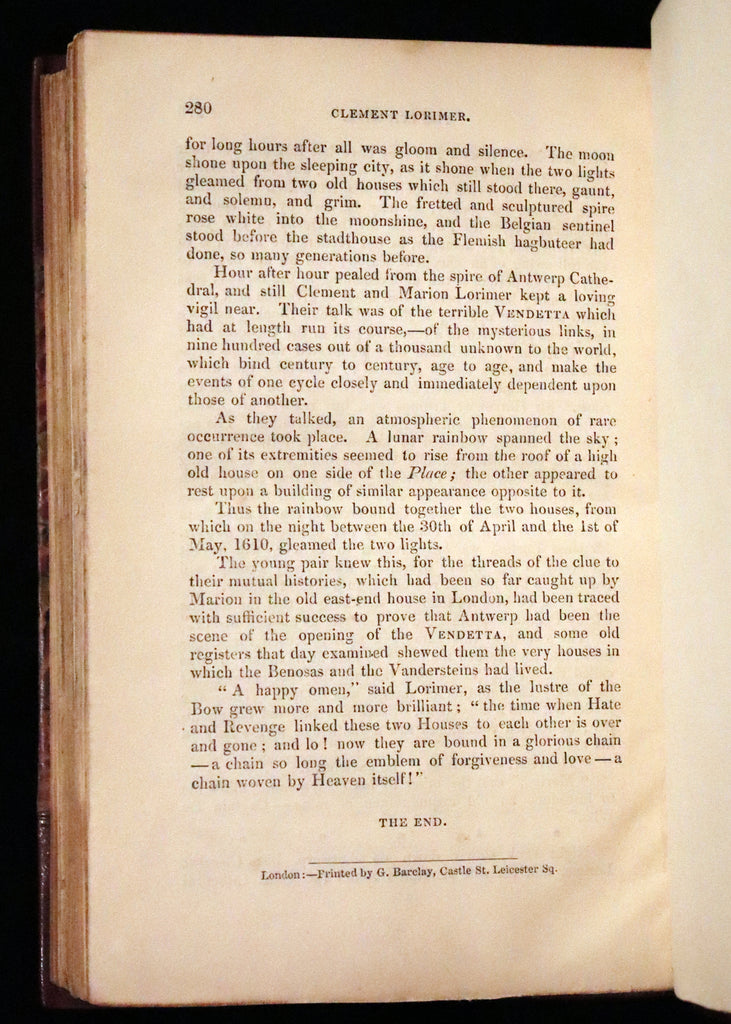 280
CLEMENT LORIMER.
for long hours after all was gloom and silence. The moon
shone upon the sleeping city, as it shone when the two lights
gleamed from two old houses which still stood there, gaunt,
and solemn, and grim. The fretted and sculptured spire
rose white into the moonshine, and the Belgian sentinel
stood before the stadthouse as the Flemish hagbuteer had
done, so many generations before.
Hour after hour pealed from the spire of Antwerp Cathe-
dral, and still Clement and Marion Lorimer kept a loving
vigil near. Their talk was of the terrible VENDETTA which
had at length run its course,—of the mysterious links, in
nine hundred cases out of a thousand unknown to the world,
which bind century to century, age to age, and make the
events of one cycle closely and immediately dependent upon
those of another.
As they talked, an atmospheric phenomenon of rare
occurrence took place. A lunar rainbow spanned the sky;
one of its extremities seemed to rise from the roof of a high
old house on one side of the Place; the other appeared to
rest upon a building of similar appearance opposite to it.
Thus the rainbow bound together the two houses, from
which on the night between the 30th of April and the 1st of
May, 1610, gleamed the two lights.
The young pair knew this, for the threads of the clue to
their mutual histories, which had been so far caught up by
Marion in the old east-end house in London, had been traced
with sufficient success to prove that Antwerp had been the
scene of the opening of the VENDETTA, and some old
registers that day examined shewed them the very houses in
which the Benosas and the Vandersteins had lived.
“A happy omen,” said Lorimer, as the lustre of the
Bow grew more and more brilliant; “the time when Hate
and Revenge linked these two Houses to each other is over
and gone; and lo! now they are bound in a glorious chain
—a chain so long the emblem of forgiveness and love—a
chain woven by Heaven itself!”
THE END.
London:—Printed by G. Barclay, Castle St. Leicester Sq.